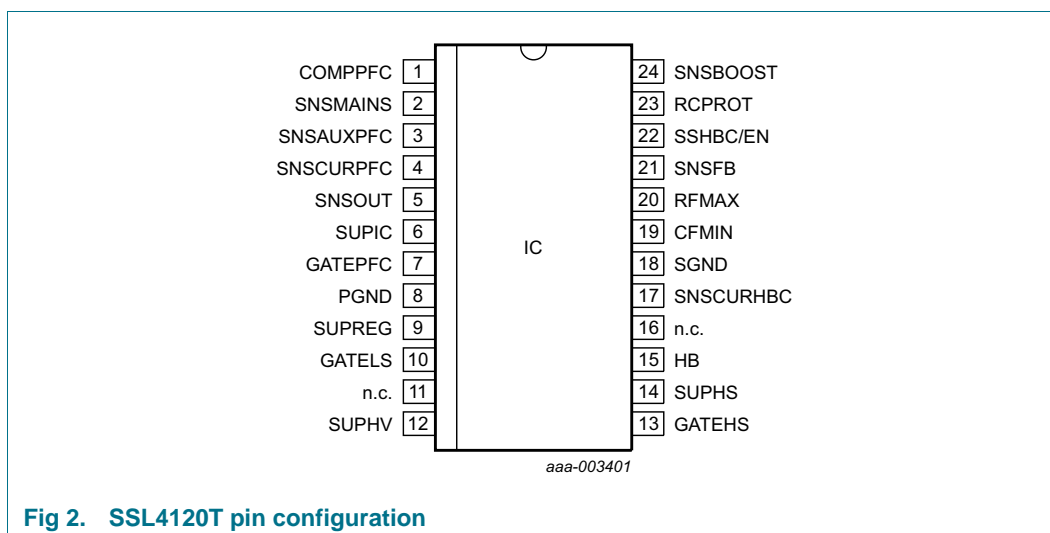 COMPPFC 1 24 SNSBOOST
SNSMAINS 2 23 RCPROT
SNSAUXPFC 3 22 SSHBC/EN
SNSCURPFC 4 21 SNSFB
SNSOUT 5 20 RFMAX
SUPIC 6 19 CFMIN
IC
GATEPFC 7 18 SGND
PGND 8 17 SNSCURHBC
SUPREG 9 16 n.c.
GATELS 10 15 HB
n.c. 11 14 SUPHS
SUPHV 12 13 GATEHS
aaa-003401
Fig 2. SSL4120T pin configuration